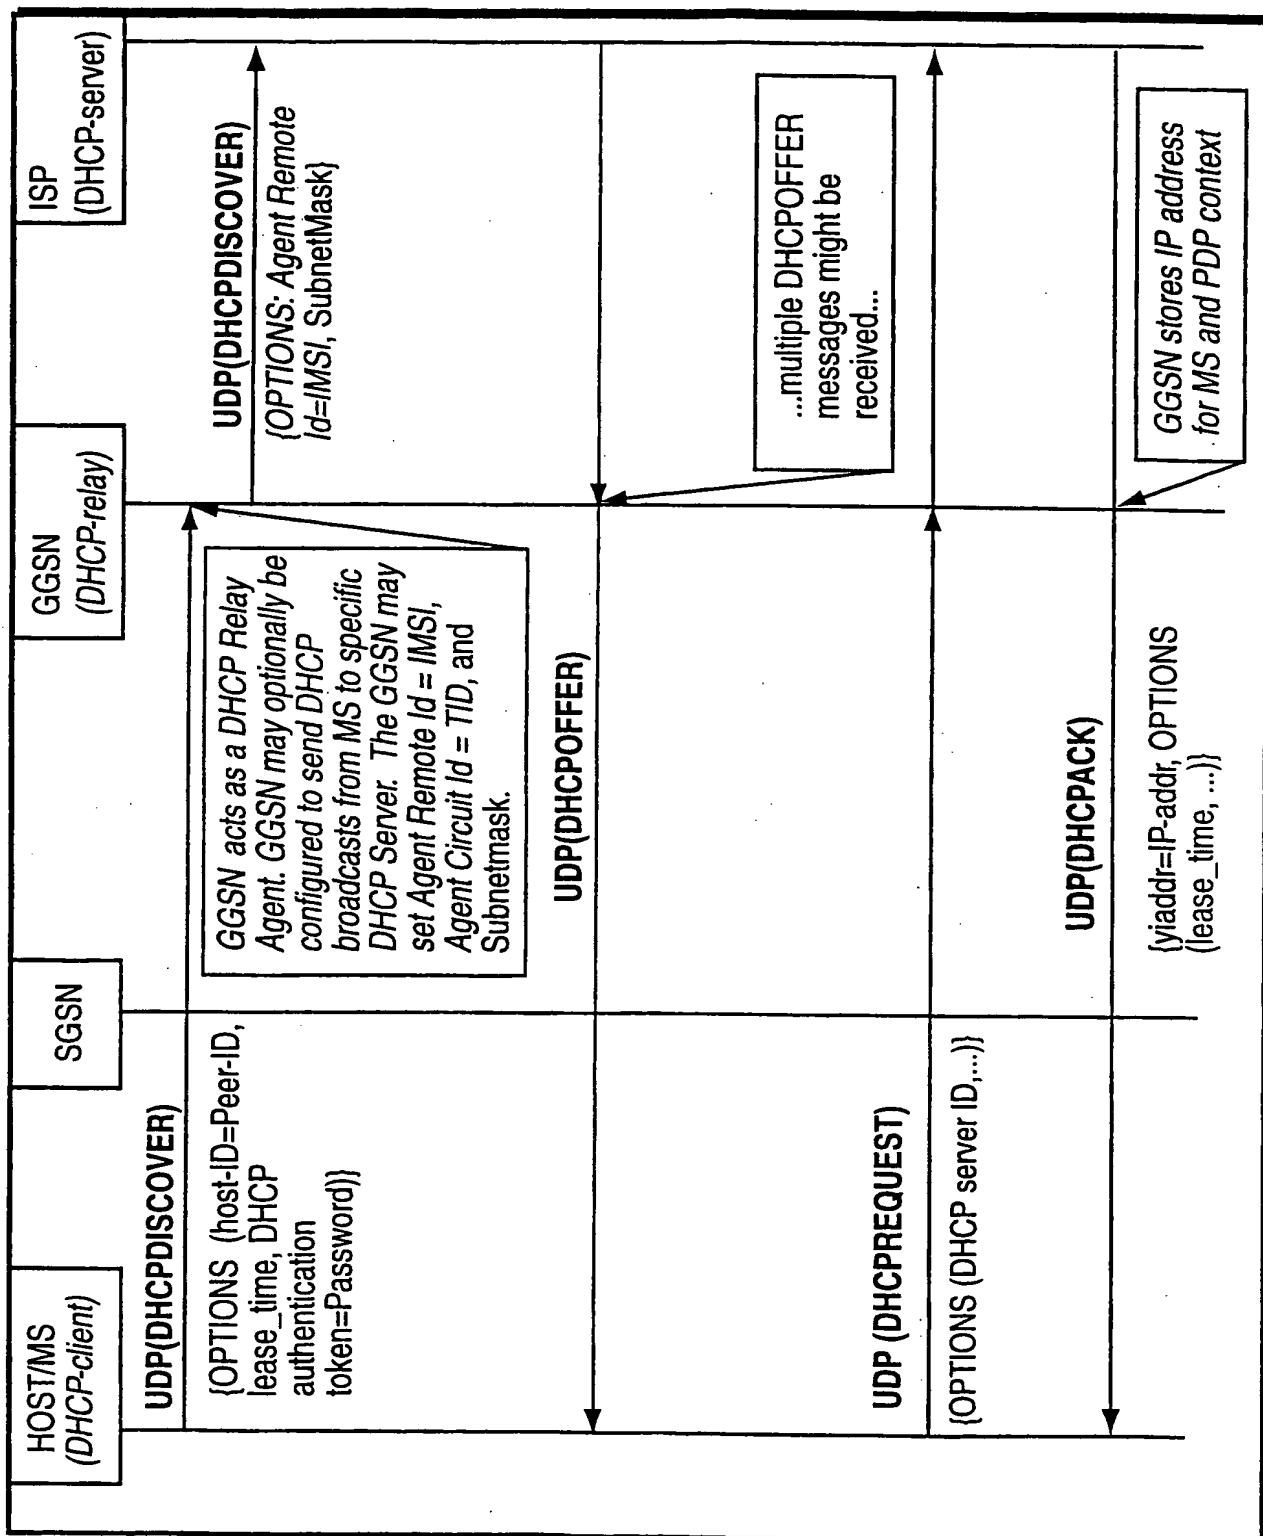 HOST/MS
(DHCP-client)
SGSN
GGSN
(DHCP-relay)
ISP
(DHCP-server)
UDP(DHCPDISCOVER)
{OPTIONS (host-ID=Peer-ID,
lease_time, DHCP
authentication
token=Password)}
GGSN acts as a DHCP Relay
Agent. GGSN may optionally be
configured to send DHCP
broadcasts from MS to specific
DHCP Server. The GGSN may
set Agent Remote Id = IMSI,
Agent Circuit Id = TID, and
Subnetmask.
UDP(DHCPDISCOVER)
{OPTIONS: Agent Remote
Id=IMSI, SubnetMask}
UDP(DHCPOFFER)
...multiple DHCPOFFER
messages might be
received...
UDP (DHCPREQUEST)
{OPTIONS (DHCP server ID,...)}
UDP(DHCPACK)
{yiaddr=IP-addr, OPTIONS
(lease_time, ...)}
GGSN stores IP address
for MS and PDP context